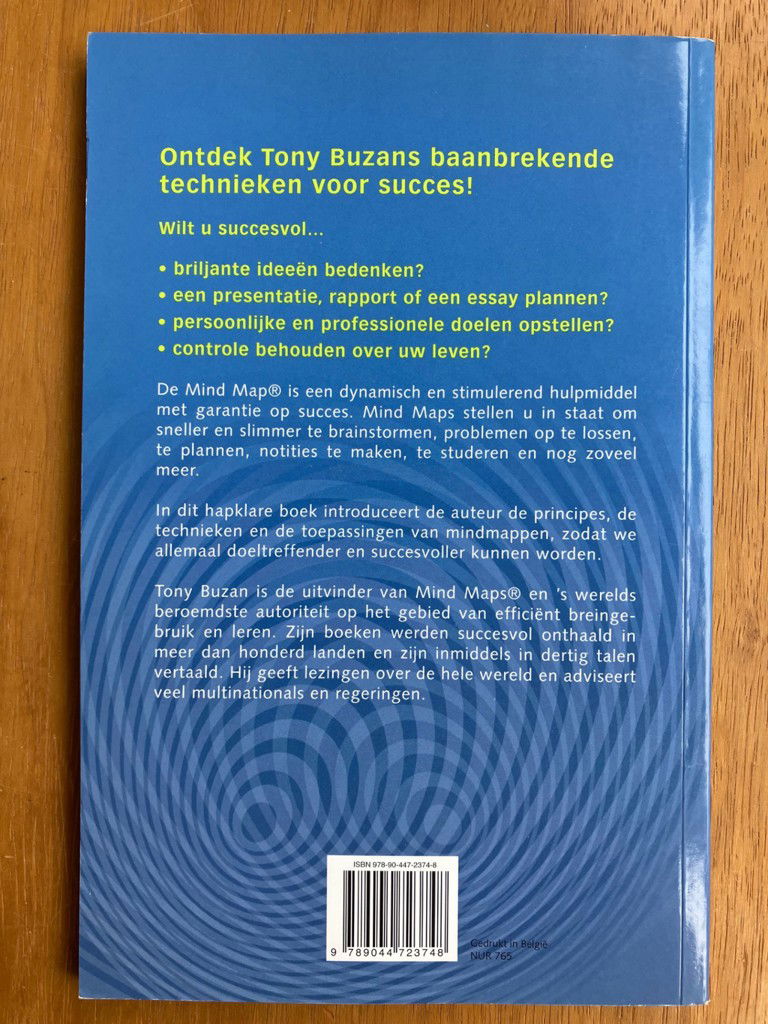 Ontdek Tony Buzans baanbrekende
technieken voor succes!
Wilt u succesvol...
• briljante ideeën bedenken?
• een presentatie, rapport of een essay plannen?
• persoonlijke en professionele doelen opstellen?
• controle behouden over uw leven?
De Mind Map® is een dynamisch en stimulerend hulpmiddel
met garantie op succes. Mind Maps stellen u in staat om
sneller en slimmer te brainstormen, problemen op te lossen,
te plannen, notities te maken, te studeren en nog zoveel
meer.
In dit hapklare boek introduceert de auteur de principes, de
technieken en de toepassingen van mindmappen, zodat we
allemaal doeltreffender en succesvoller kunnen worden.
Tony Buzan is de uitvinder van Mind Maps® en 's werelds
beroemdste autoriteit op het gebied van efficiënt breinge-
bruik en leren. Zijn boeken werden succesvol onthaald in
meer dan honderd landen en zijn inmiddels in dertig talen
vertaald. Hij geeft lezingen over de hele wereld en adviseert
veel multinationals en regeringen.
ISBN 978-90-447-2374-8
9 789044 723748
Gedrukt in België
NUR 765